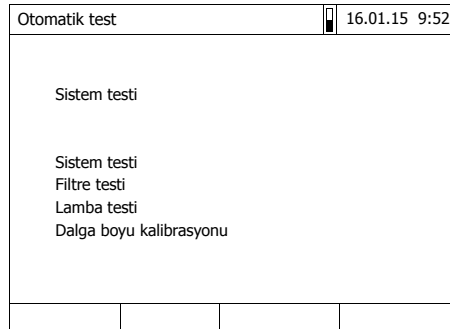 Otomatik test
16.01.15 9:52
Sistem testi
Sistem testi
Filtre testi
Lamba testi
Dalga boyu kalibrasyonu